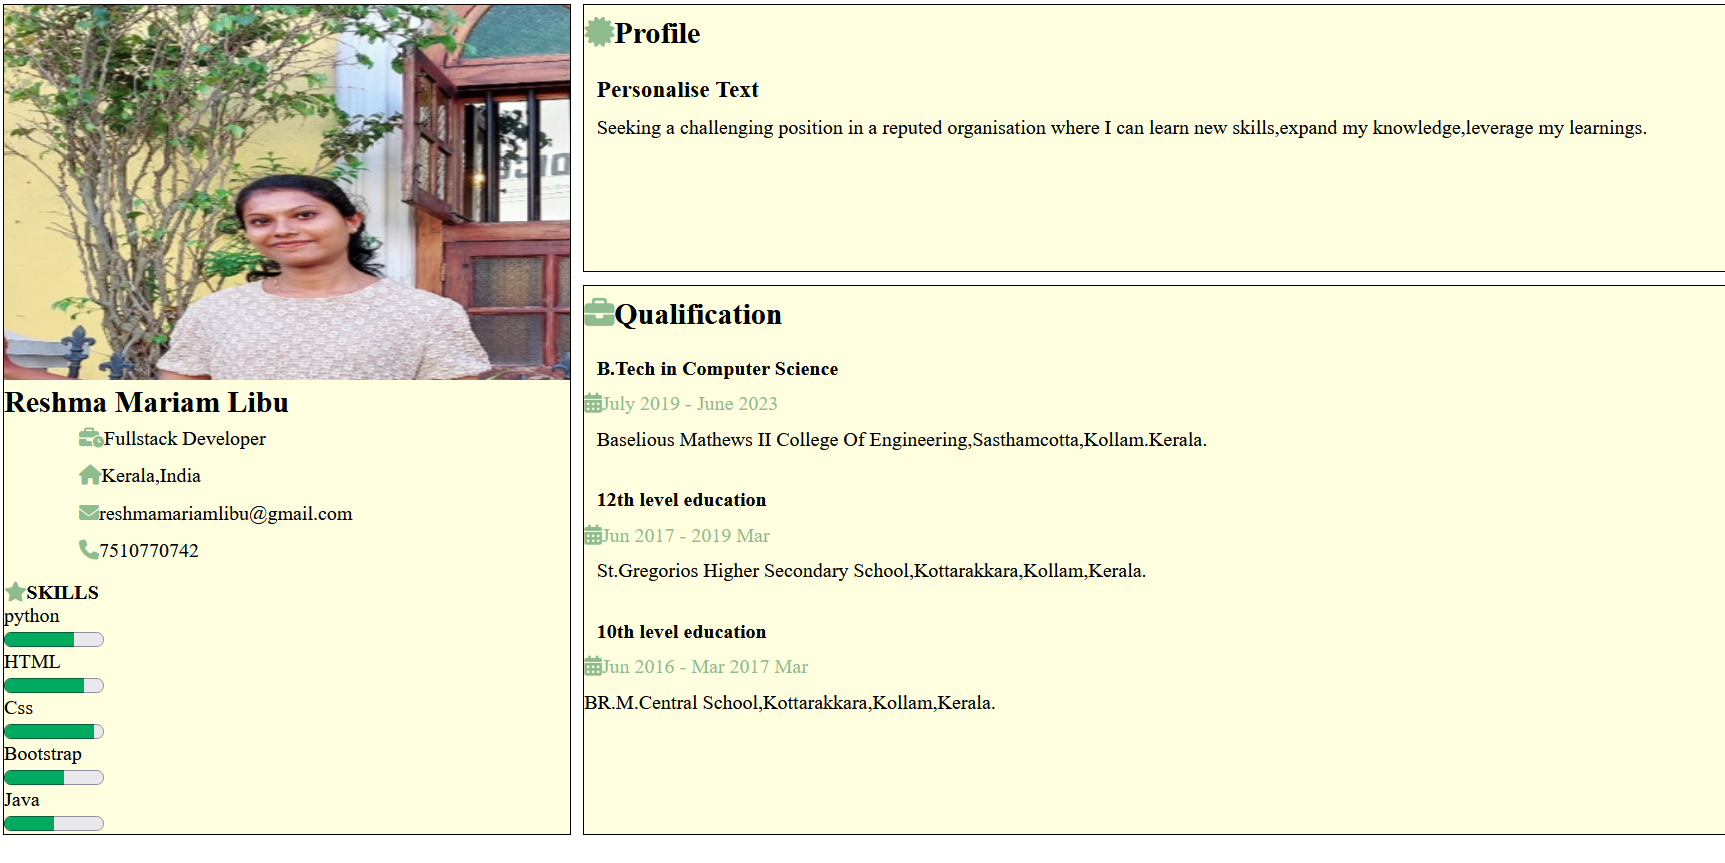 Reshma Mariam Libu
Fullstack Developer
Kerala,India
reshmamariamlibu@gmail.com
7510770742
SKILLS
python
HTML
Css
Bootstrap
Java
Profile
Personalise Text
Seeking a challenging position in a reputed organisation where I can learn new skills,expand my knowledge,leverage my learnings.
Qualification
B.Tech in Computer Science
July 2019 - June 2023
Baselious Mathews II College Of Engineering,Sasthamcotta,Kollam.Kerala.
12th level education
Jun 2017 - 2019 Mar
St.Gregorios Higher Secondary School,Kottarakkara,Kollam,Kerala.
10th level education
Jun 2016 - Mar 2017 Mar
BR.M.Central School,Kottarakkara,Kollam,Kerala.